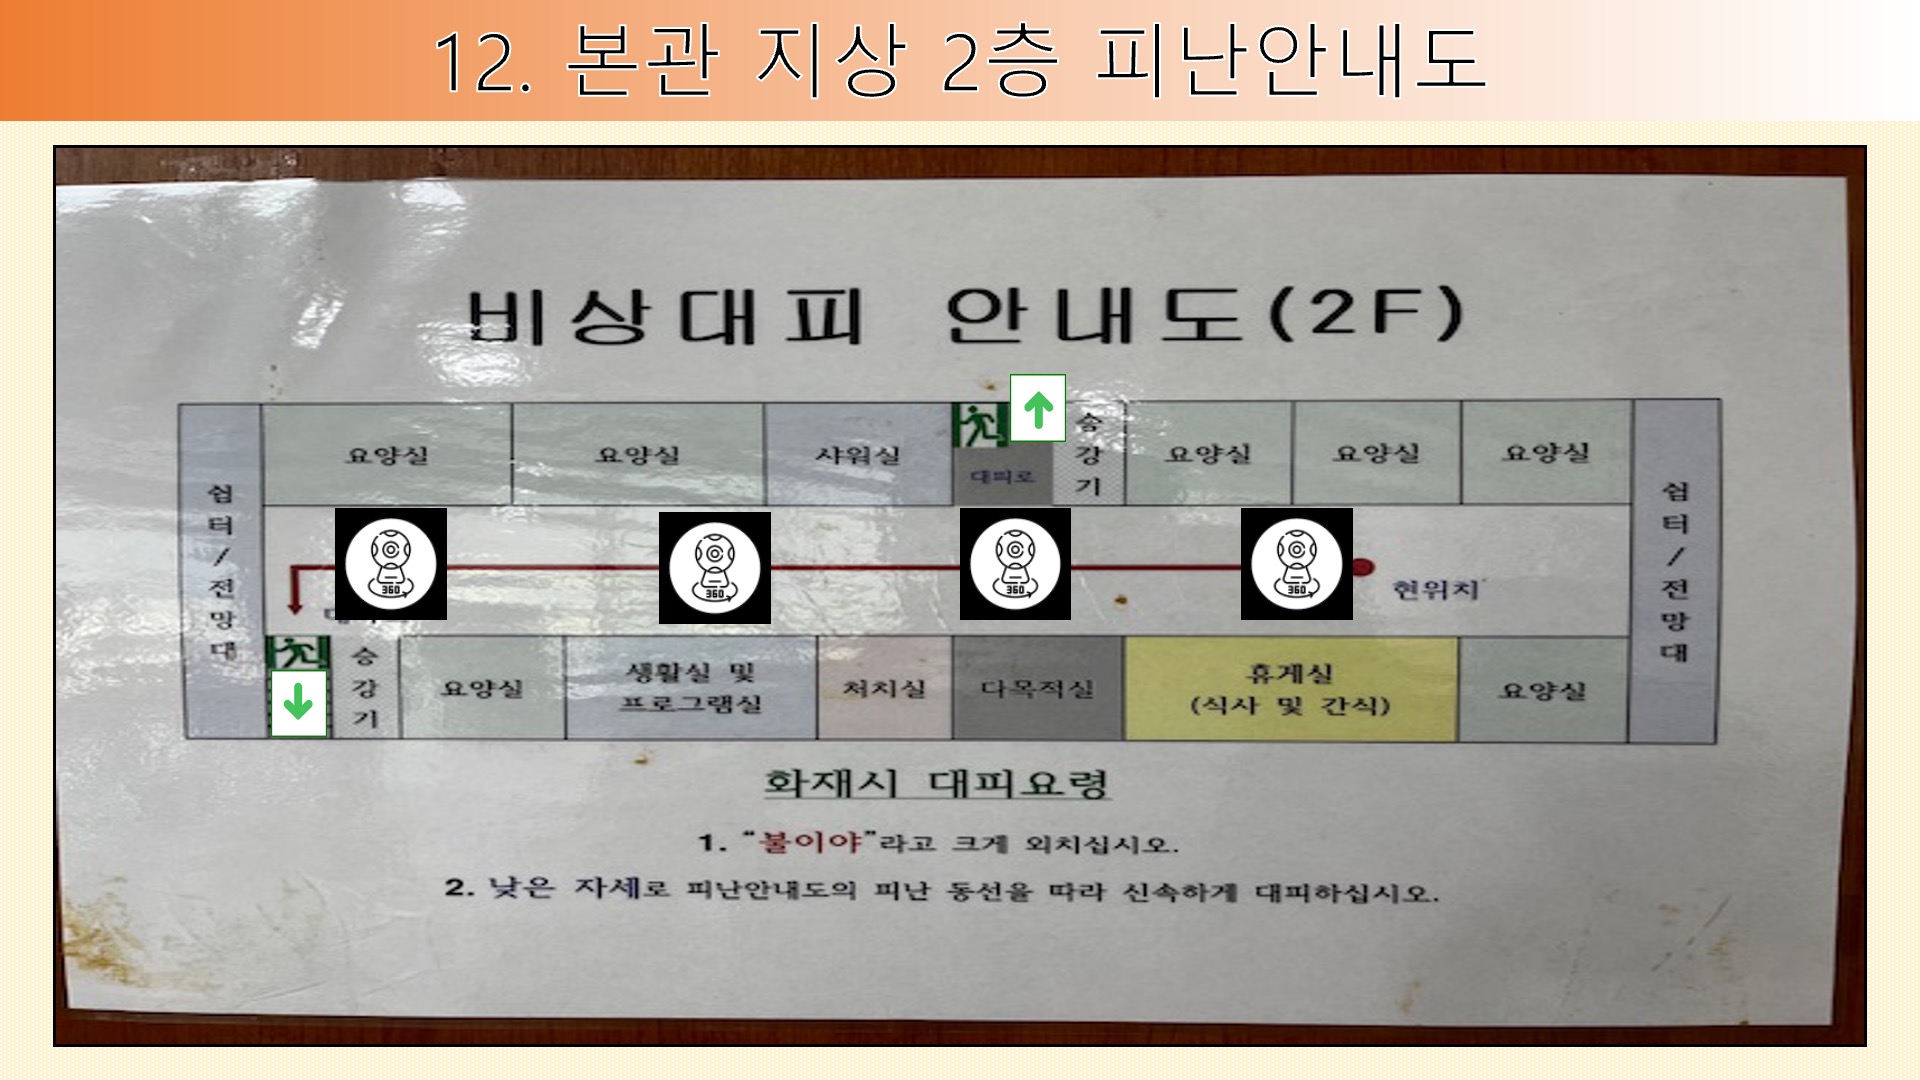 12. 본관 지상 2층 피난안내도
비상대피 안내도(2F)
요양실
요양실
샤워실
대피로
승강기
요양실
요양실
요양실
쉼터/전망대
쉼터/전망대
360
360
360
360
현위치
승강기
요양실
생활실 및
프로그램실
처치실
다목적실
휴게실
(식사 및 간식)
요양실
화재시 대피요령
1. “불이야”라고 크게 외치십시오.
2. 낮은 자세로 피난안내도의 피난 동선을 따라 신속하게 대피하십시오.